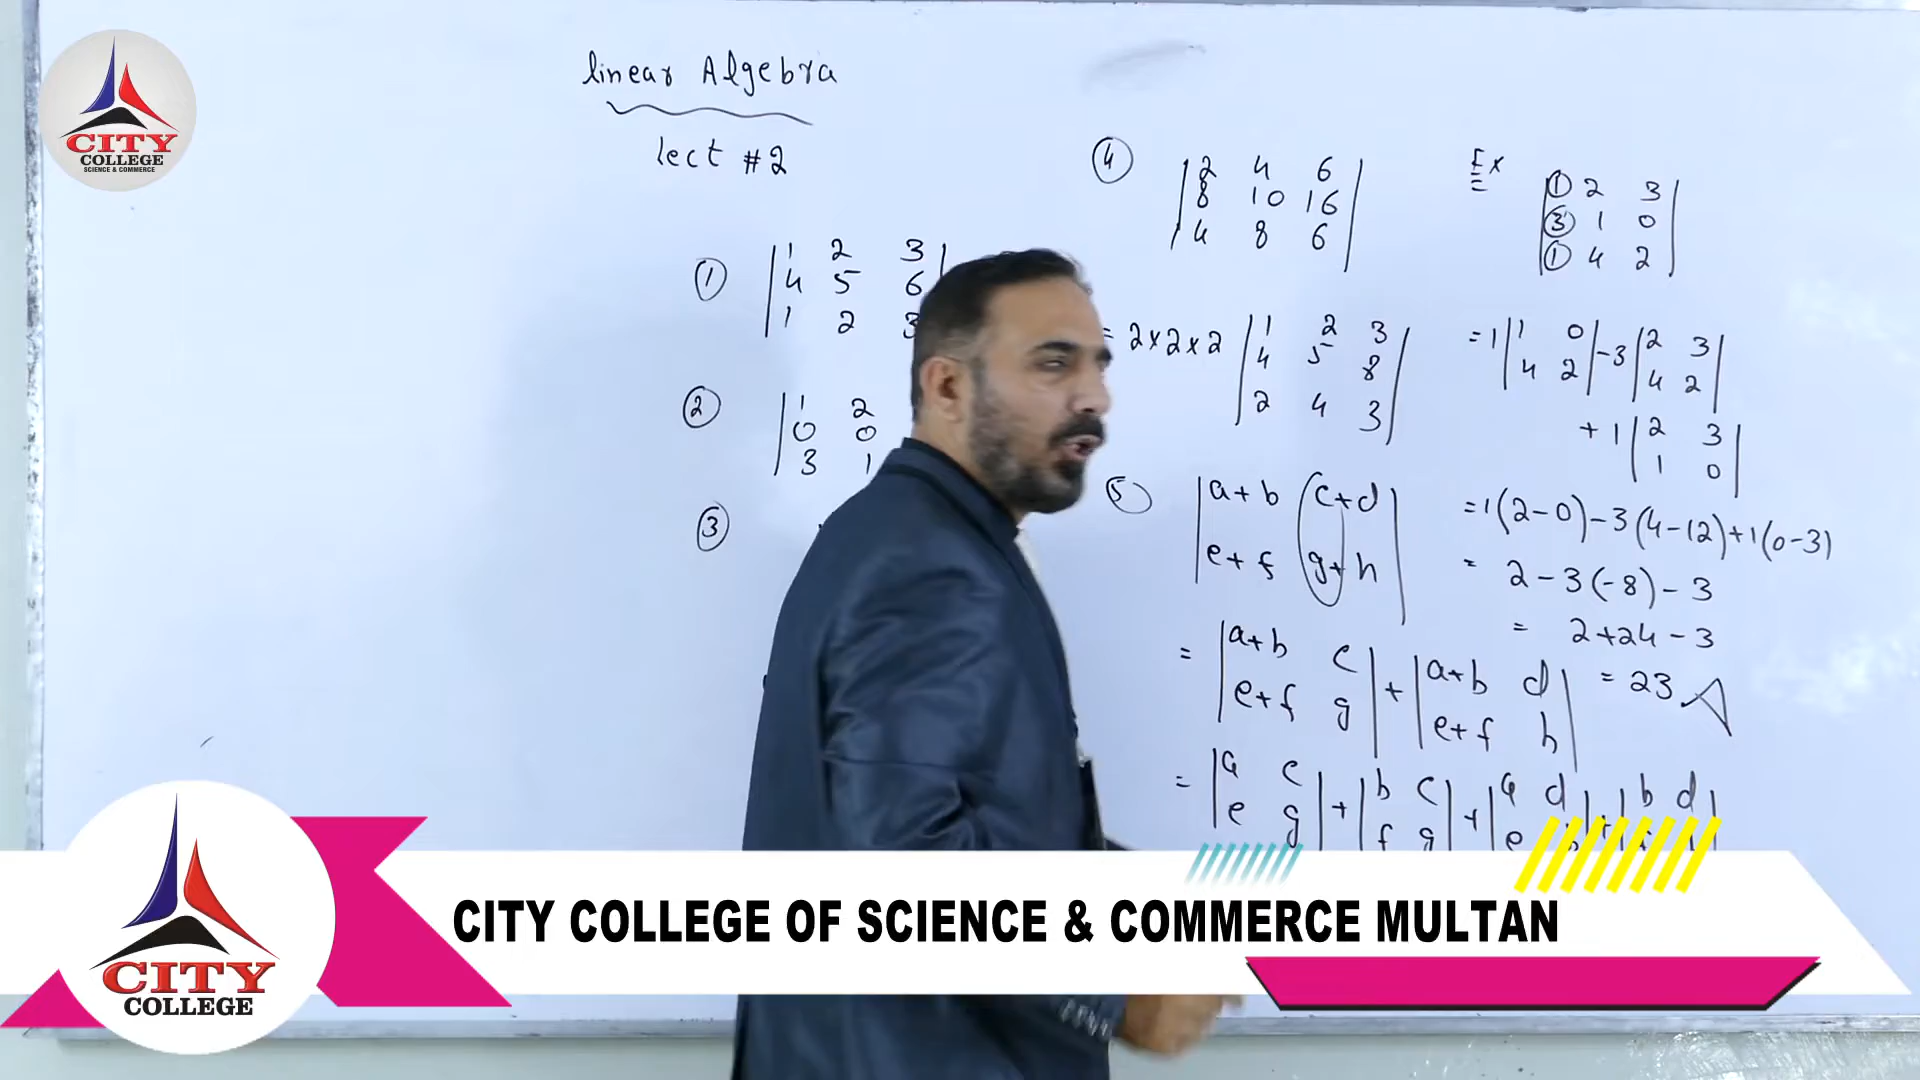 CITY
COLLEGE
SCIENCE & COMMERCE
linear Algebra
Lect #2
① | 1 2 3 |
| 4 5 6
| 1 2 3
② | 1 2
| 0 0
| 3 1
③
④ | 2 4 6 |
| 8 10 16 |
| 4 8 6 |
= 2×2×2 | 1 2 3 |
| 4 5 8 |
| 2 4 3 |
⑤ | a+b c+d |
| e+f g+h |
= | a+b c | + | a+b d |
| e+f g | | e+f h |
= | a c | + | b c | + | a d | + | b d |
| e g | | f g | | e
Ex | ① 2 3 |
| ③ 1 0 |
| ① 4 2 |
= 1 | 1 0 | -3 | 2 3 |
| 4 2 | | 4 2 |
+ 1 | 2 3 |
| 1 0 |
= 1(2-0)-3(4-12)+1(0-3)
= 2-3(-8)-3
= 2+24-3
= 23
CITY
COLLEGE
CITY COLLEGE OF SCIENCE & COMMERCE MULTAN